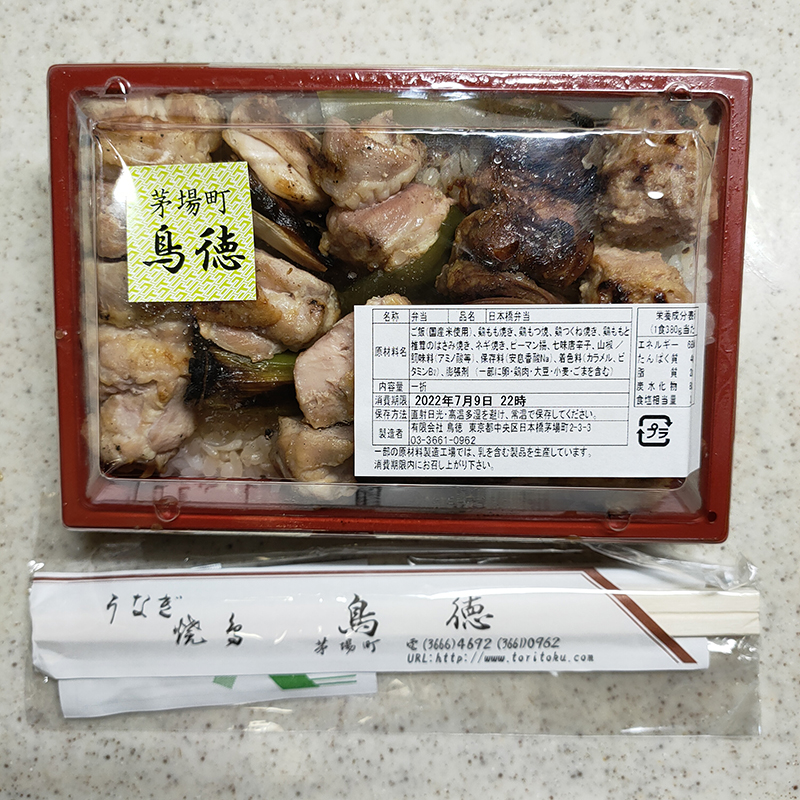 茅場町
鳥徳
名称 弁当 品名 日本橋弁当
原材料名 ご飯(国産米使用)、鶏もも焼き、鶏もつ焼、鶏つくね焼き、鶏ももと
椎茸のはさみ焼き、ネギ焼き、ピーマン揚、七味唐辛子、山椒/
調味料(アミノ酸等)、保存料(安息香酸Na)、着色料(カラメル、ビ
タミンB₂)、膨張剤 (一部に卵・鶏肉・大豆・小麦・ごまを含む)
内容量 一折
消費期限 2022年7月9日 22時
保存方法 直射日光・高温多湿を避け、常温で保存してください。
製造者 有限会社 鳥徳 東京都中央区日本橋茅場町2-3-3
03-3661-0962
一部の原材料製造工場では、乳を含む製品を生産しています。
消費期限内にお召し上がり下さい。
栄養成分表
(1食380g当た
エネルギー
たんぱく質
脂 質
炭水化物
食塩相当量
プラ
うなぎ
焼鳥
鳥徳
茅場町
電(3666)4692 (3661)0962
URL:http://www.toritoku.com